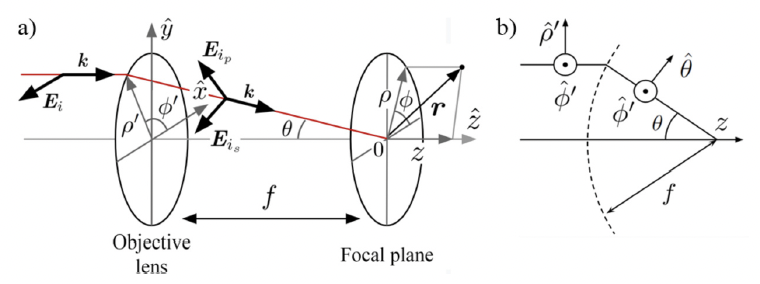 a)
ŷ
b)
k
E_{i_p}
ρ̂′
E_i
x̂
k
ρ
ϕ
r
θ̂
ρ′
ϕ′
ẑ
ϕ̂′
ϕ̂′
θ
E_{i_s}
θ
0
z
z
f
f
Objective
lens
Focal plane